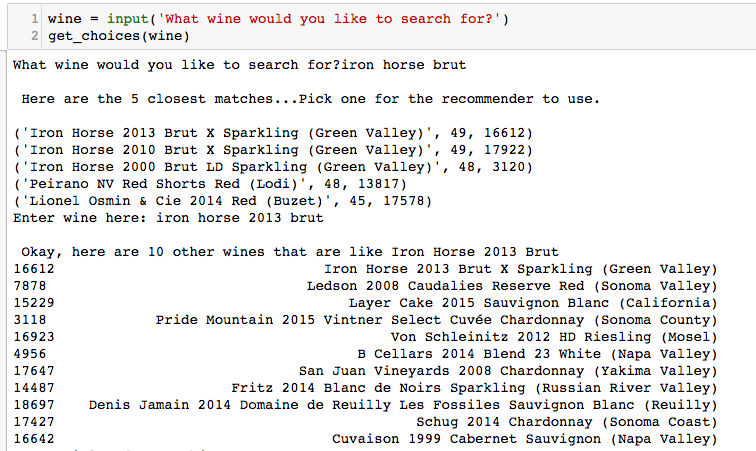 1 wine = input('What wine would you like to search for?')
2 get_choices(wine)
What wine would you like to search for?iron horse brut
Here are the 5 closest matches...Pick one for the recommender to use.
('Iron Horse 2013 Brut X Sparkling (Green Valley)', 49, 16612)
('Iron Horse 2010 Brut X Sparkling (Green Valley)', 49, 17922)
('Iron Horse 2000 Brut LD Sparkling (Green Valley)', 48, 3120)
('Peirano NV Red Shorts Red (Lodi)', 48, 13817)
('Lionel Osmin & Cie 2014 Red (Buzet)', 45, 17578)
Enter wine here: iron horse 2013 brut
Okay, here are 10 other wines that are like Iron Horse 2013 Brut
16612 Iron Horse 2013 Brut X Sparkling (Green Valley)
7878 Ledson 2008 Caudalies Reserve Red (Sonoma Valley)
15229 Layer Cake 2015 Sauvignon Blanc (California)
3118 Pride Mountain 2015 Vintner Select Cuvée Chardonnay (Sonoma County)
16923 Von Schleinitz 2012 HD Riesling (Mosel)
4956 B Cellars 2014 Blend 23 White (Napa Valley)
17647 San Juan Vineyards 2008 Chardonnay (Yakima Valley)
14487 Fritz 2014 Blanc de Noirs Sparkling (Russian River Valley)
18697 Denis Jamain 2014 Domaine de Reuilly Les Fossiles Sauvignon Blanc (Reuilly)
17427 Schug 2014 Chardonnay (Sonoma Coast)
16642 Cuvaison 1999 Cabernet Sauvignon (Napa Valley)